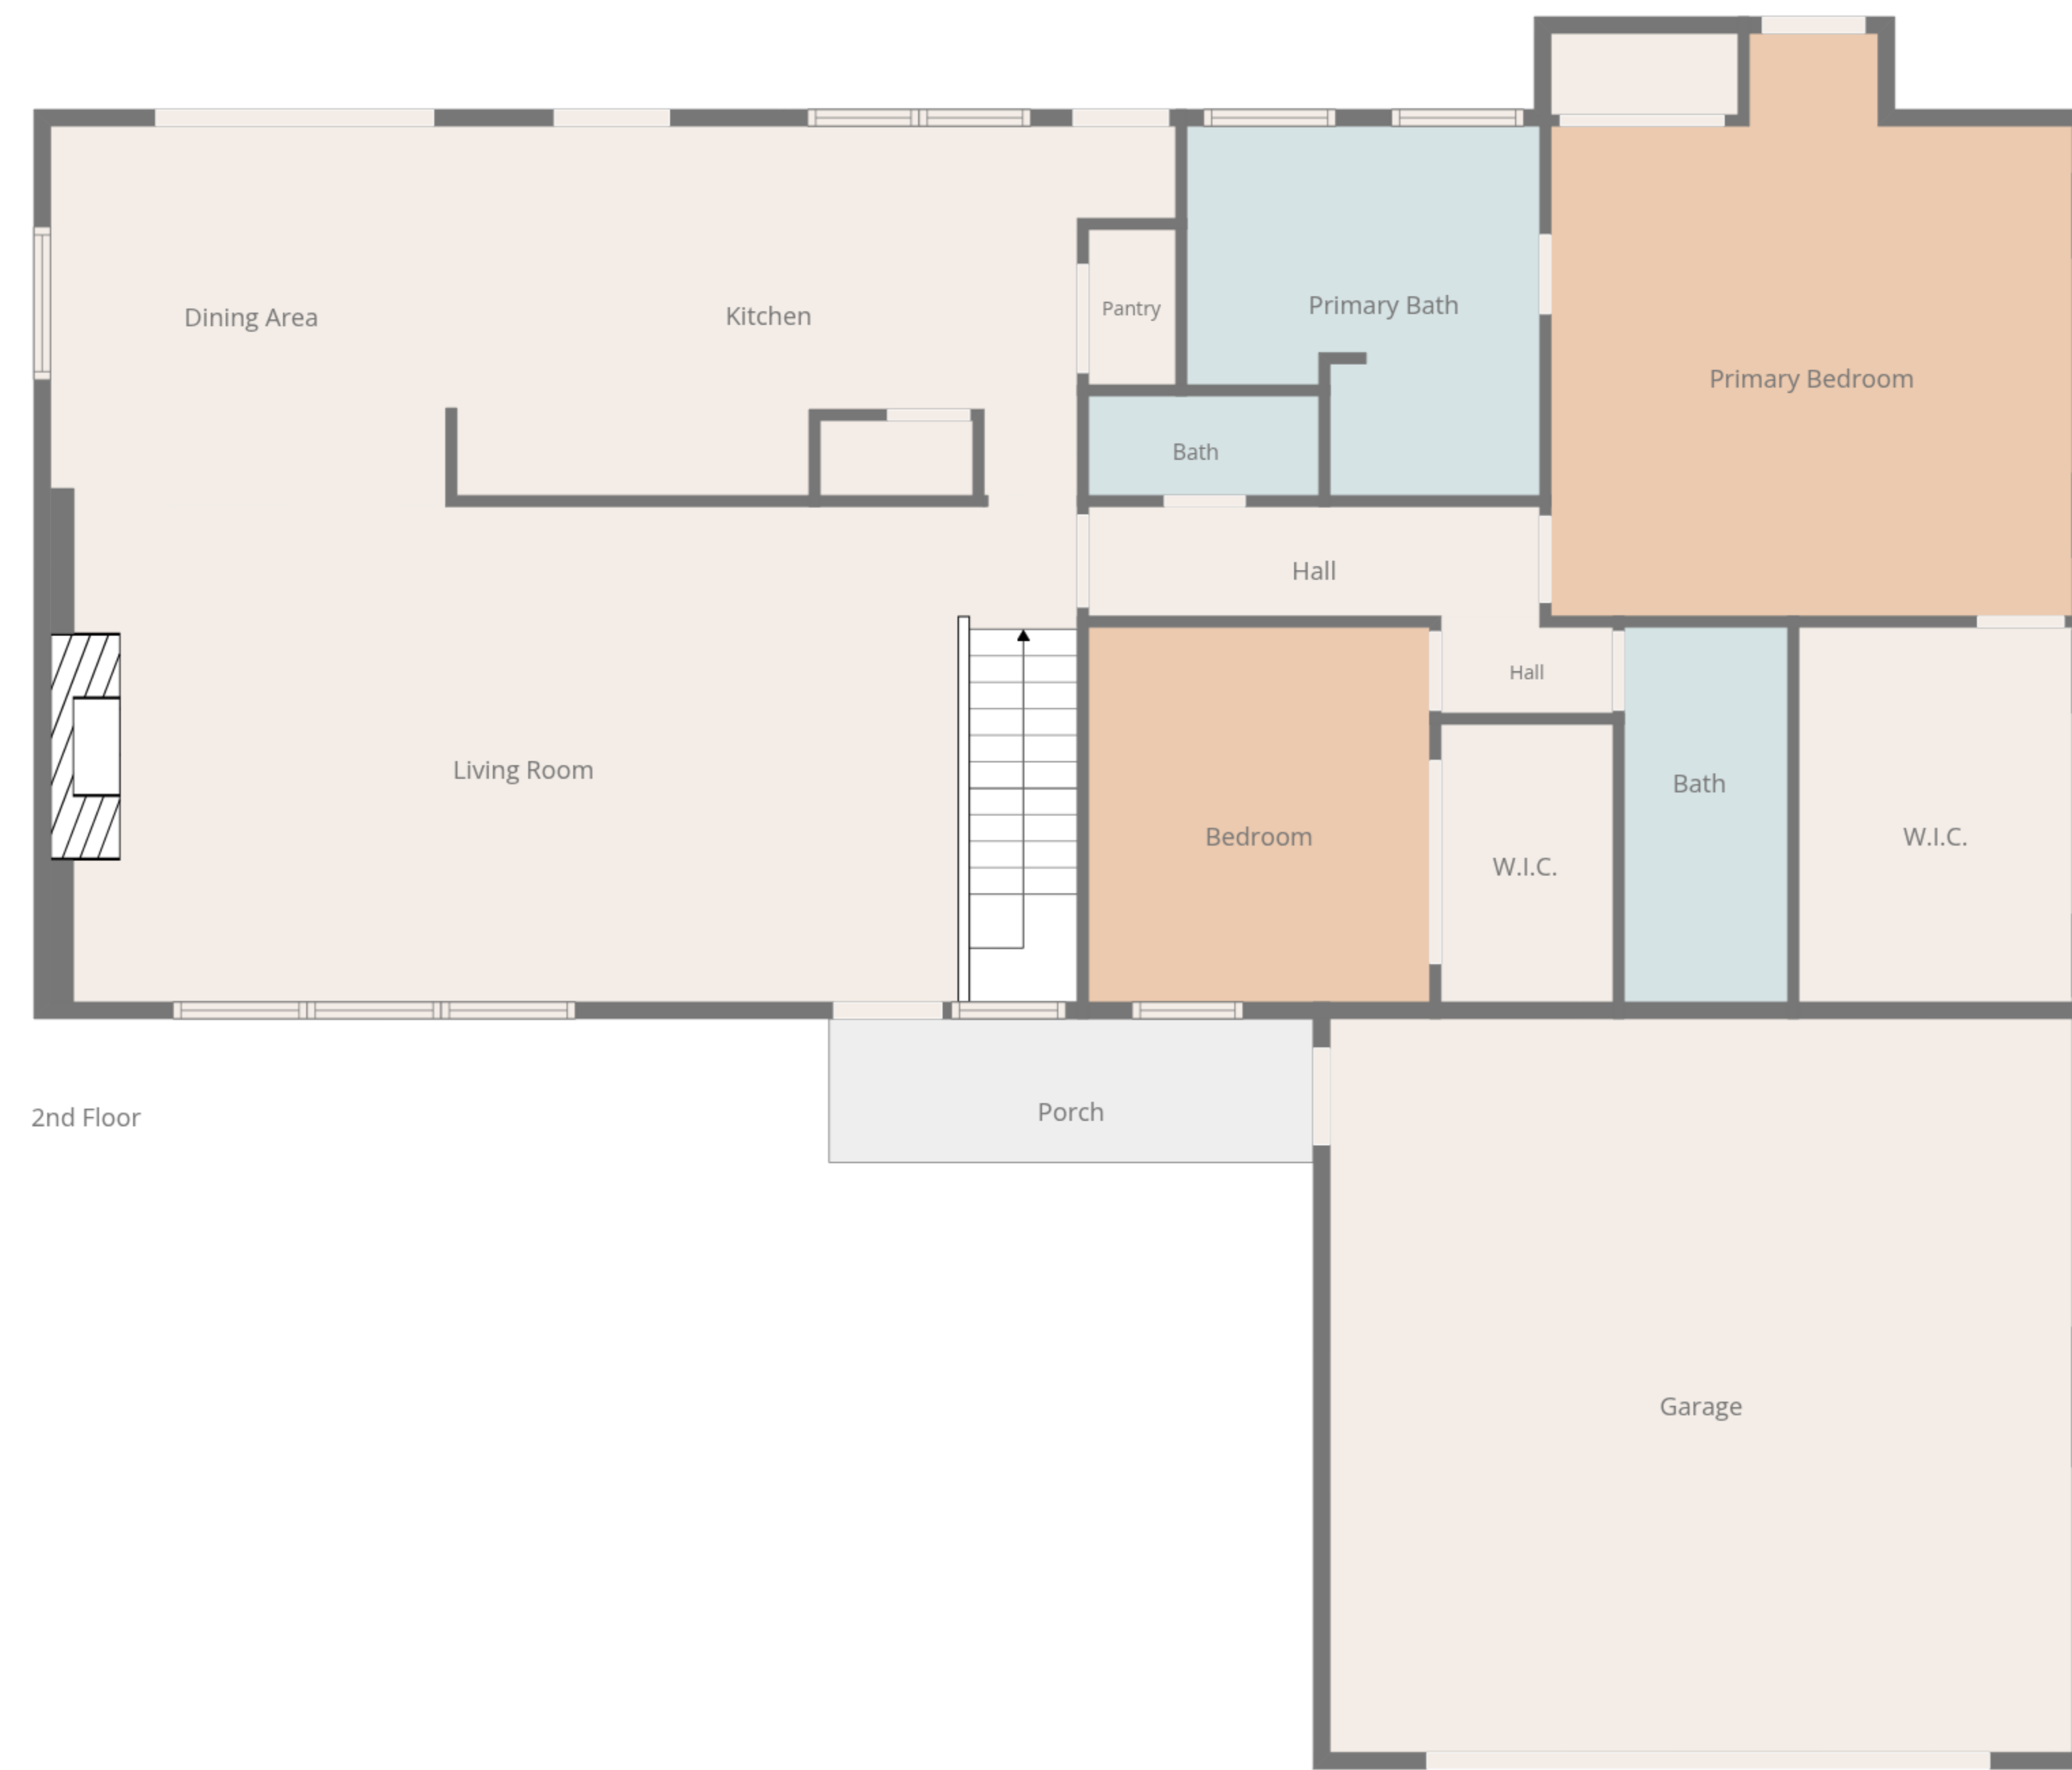 Dining Area
Kitchen
Pantry
Primary Bath
Primary Bedroom
Bath
Hall
Hall
Living Room
Bedroom
W.I.C.
Bath
W.I.C.
2nd Floor
Porch
Garage